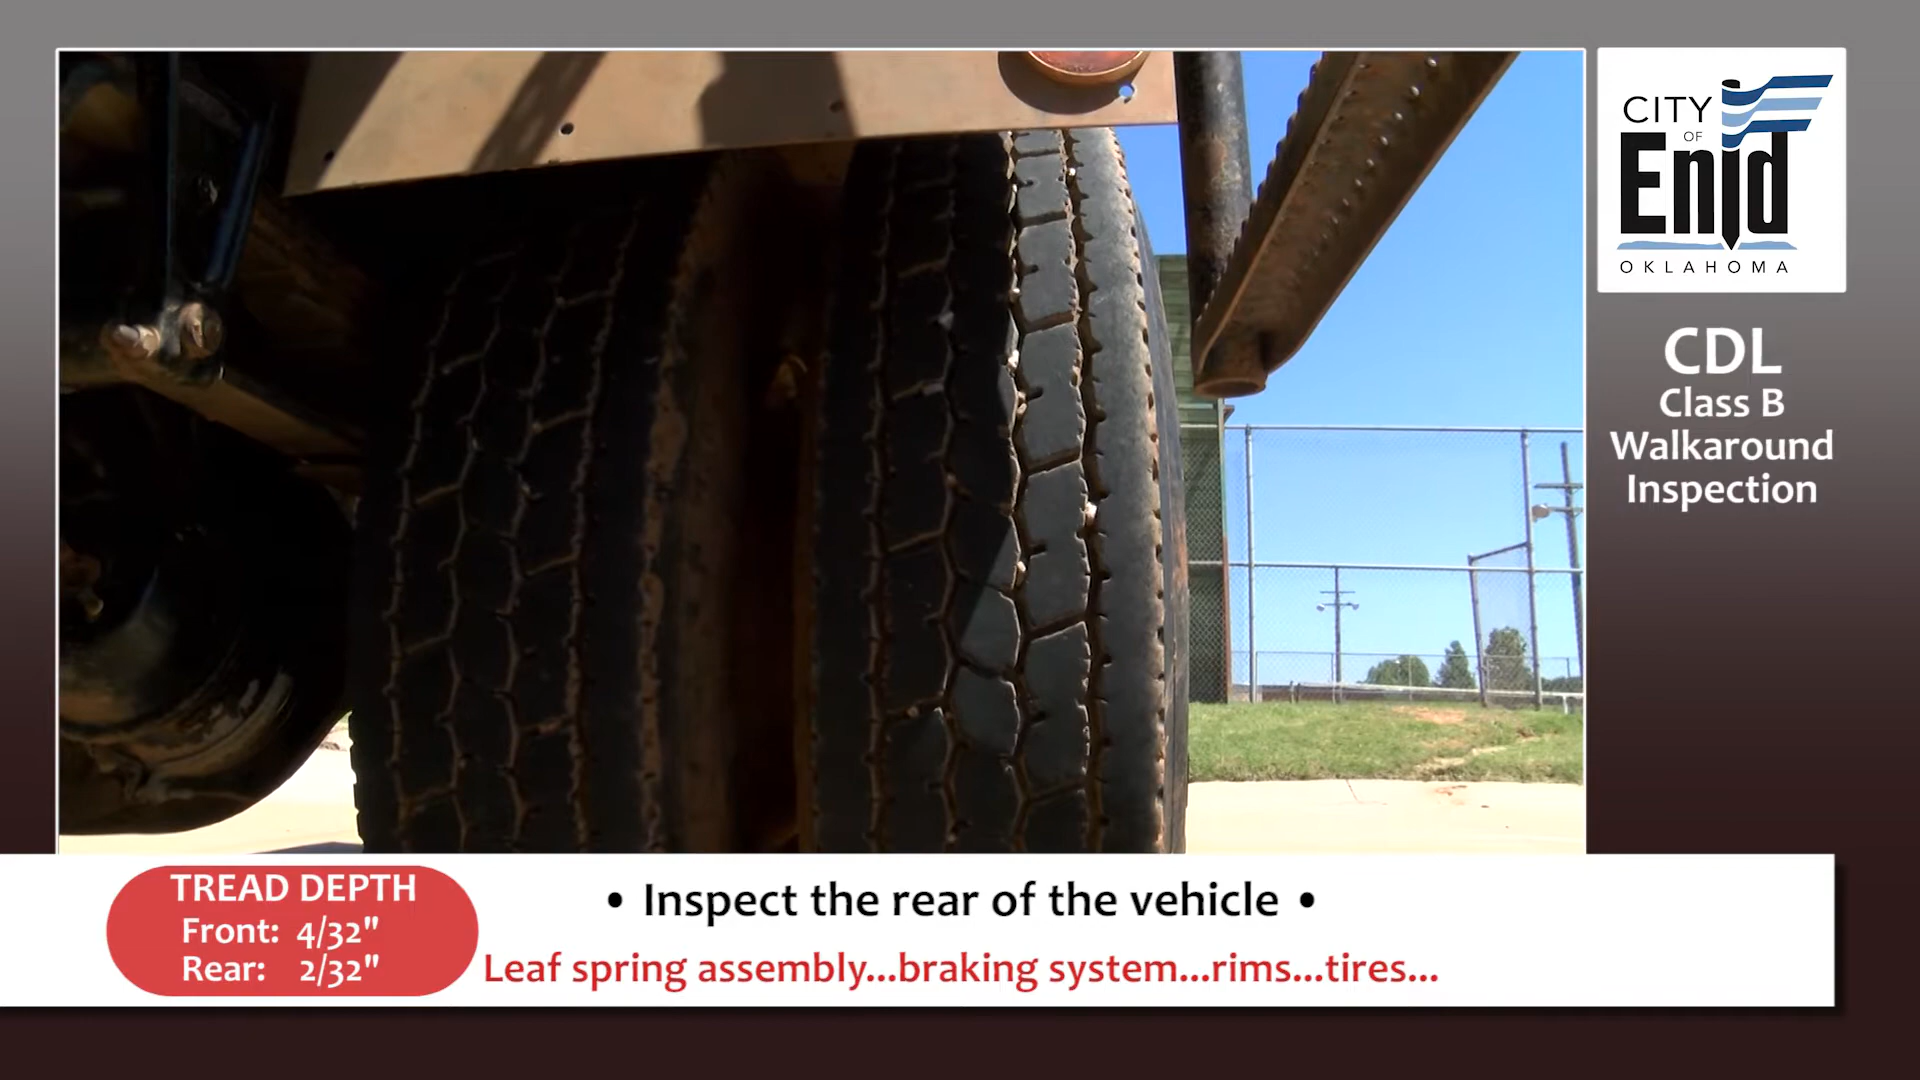 CITY
OF
Enid
OKLAHOMA
CDL
Class B
Walkaround
Inspection
TREAD DEPTH
Front: 4/32"
Rear: 2/32"
• Inspect the rear of the vehicle •
Leaf spring assembly...braking system...rims...tires...